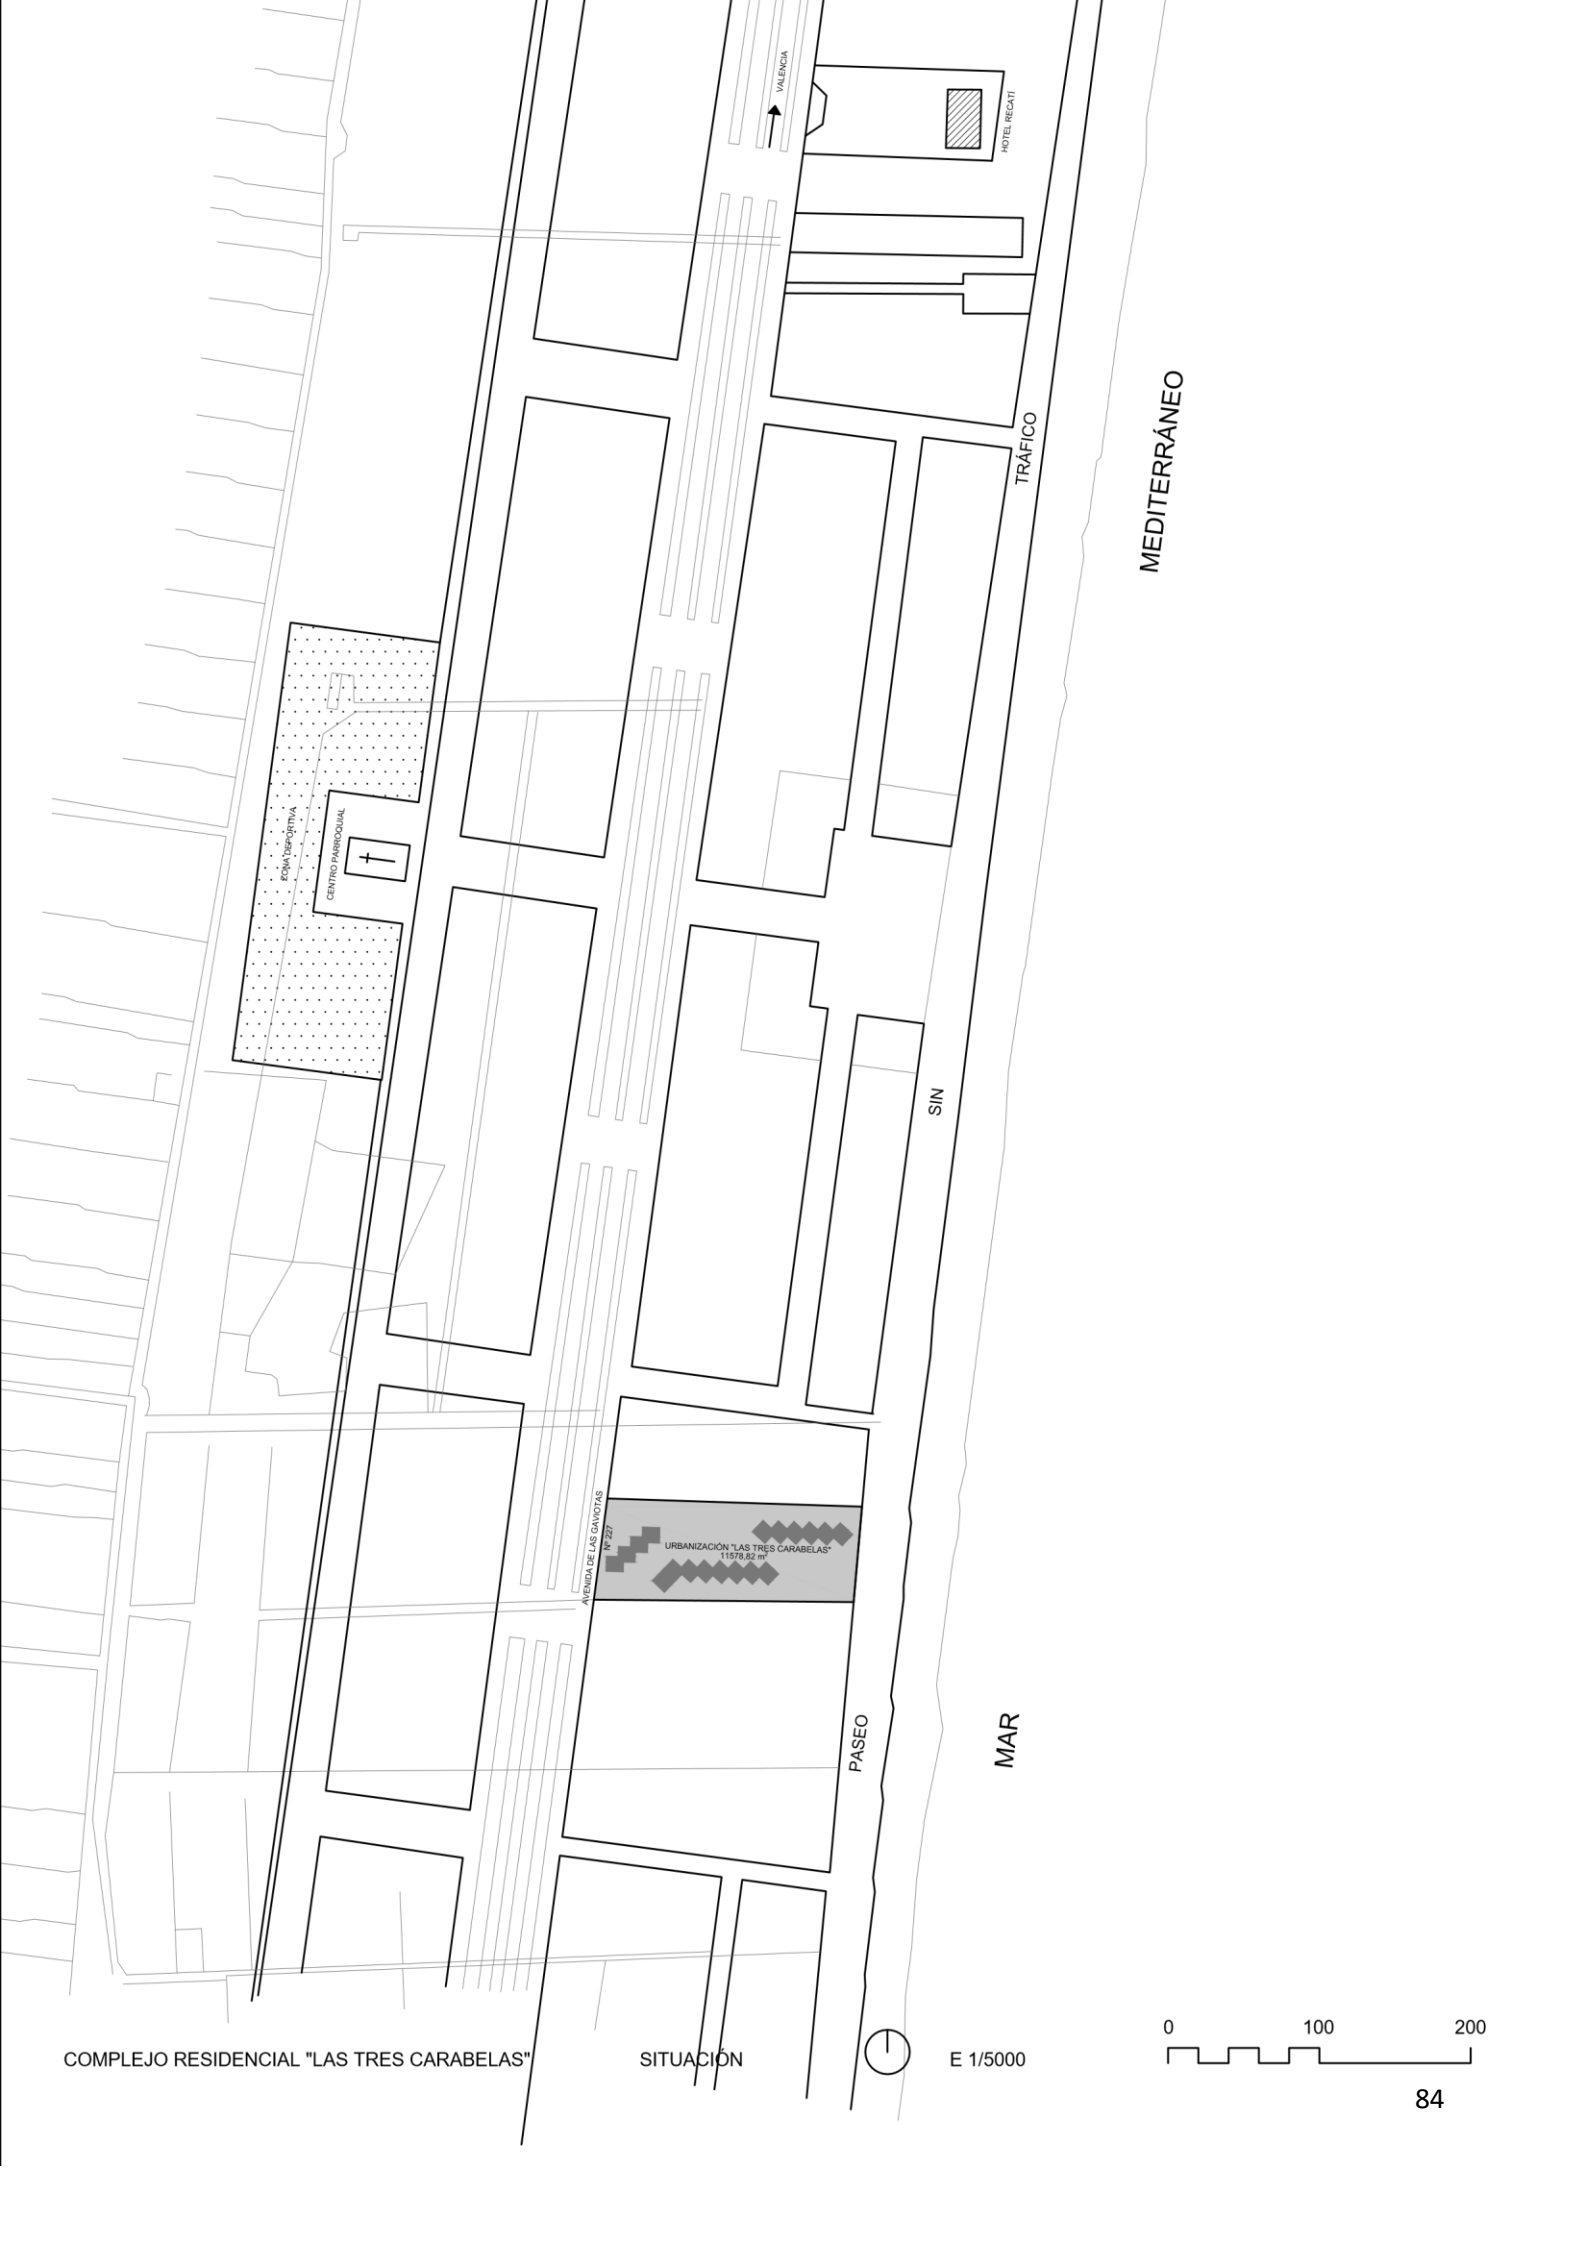 VALENCIA
HOTEL RECATÍ
MEDITERRÁNEO
TRÁFICO
ZONA DEPORTIVA
CENTRO PARROQUIAL
SIN
AVENIDA DE LAS GAVIOTAS
Nº 227
URBANIZACIÓN "LAS TRES CARABELAS"
11578,82 m²
PASEO
MAR
0 100 200
COMPLEJO RESIDENCIAL "LAS TRES CARABELAS" SITUACIÓN E 1/5000
84